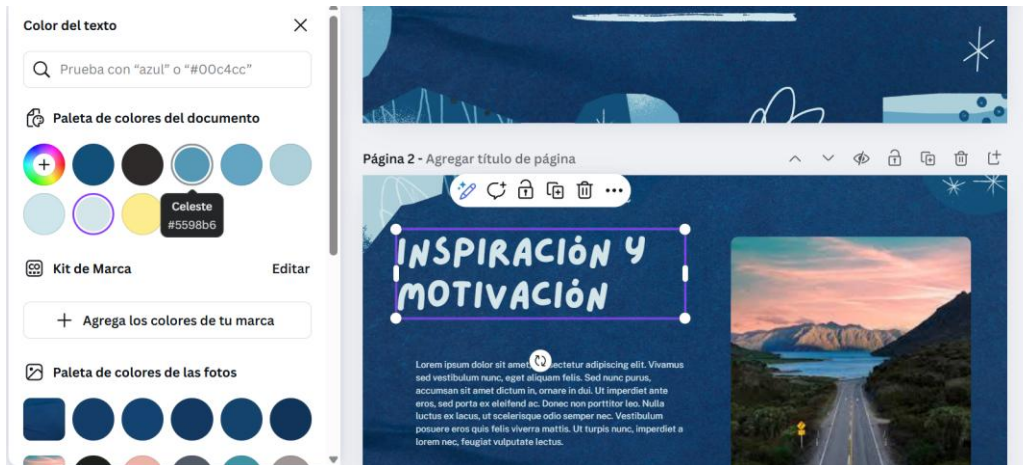 Color del texto
Prueba con “azul” o “#00c4cc”
Paleta de colores del documento
Celeste
#5598b6
Kit de Marca
Editar
Agrega los colores de tu marca
Paleta de colores de las fotos
Página 2 - Agregar título de página
INSPIRACIÓN Y
MOTIVACIÓN
Lorem ipsum dolor sit amet, ectetur adipiscing elit. Vivamus
sed vestibulum nunc, eget aliquam felis. Sed nunc purus,
accumsan sit amet dictum in, ornare in dui. Ut imperdiet ante
eros, sed porta ex eleifend ac. Donec non porttitor leo. Nulla
luctus ex lacus, ut scelerisque odio semper nec. Vestibulum
posuere eros quis felis viverra mattis. Ut turpis nunc, imperdiet a
lorem nec, feugiat vulputate lectus.